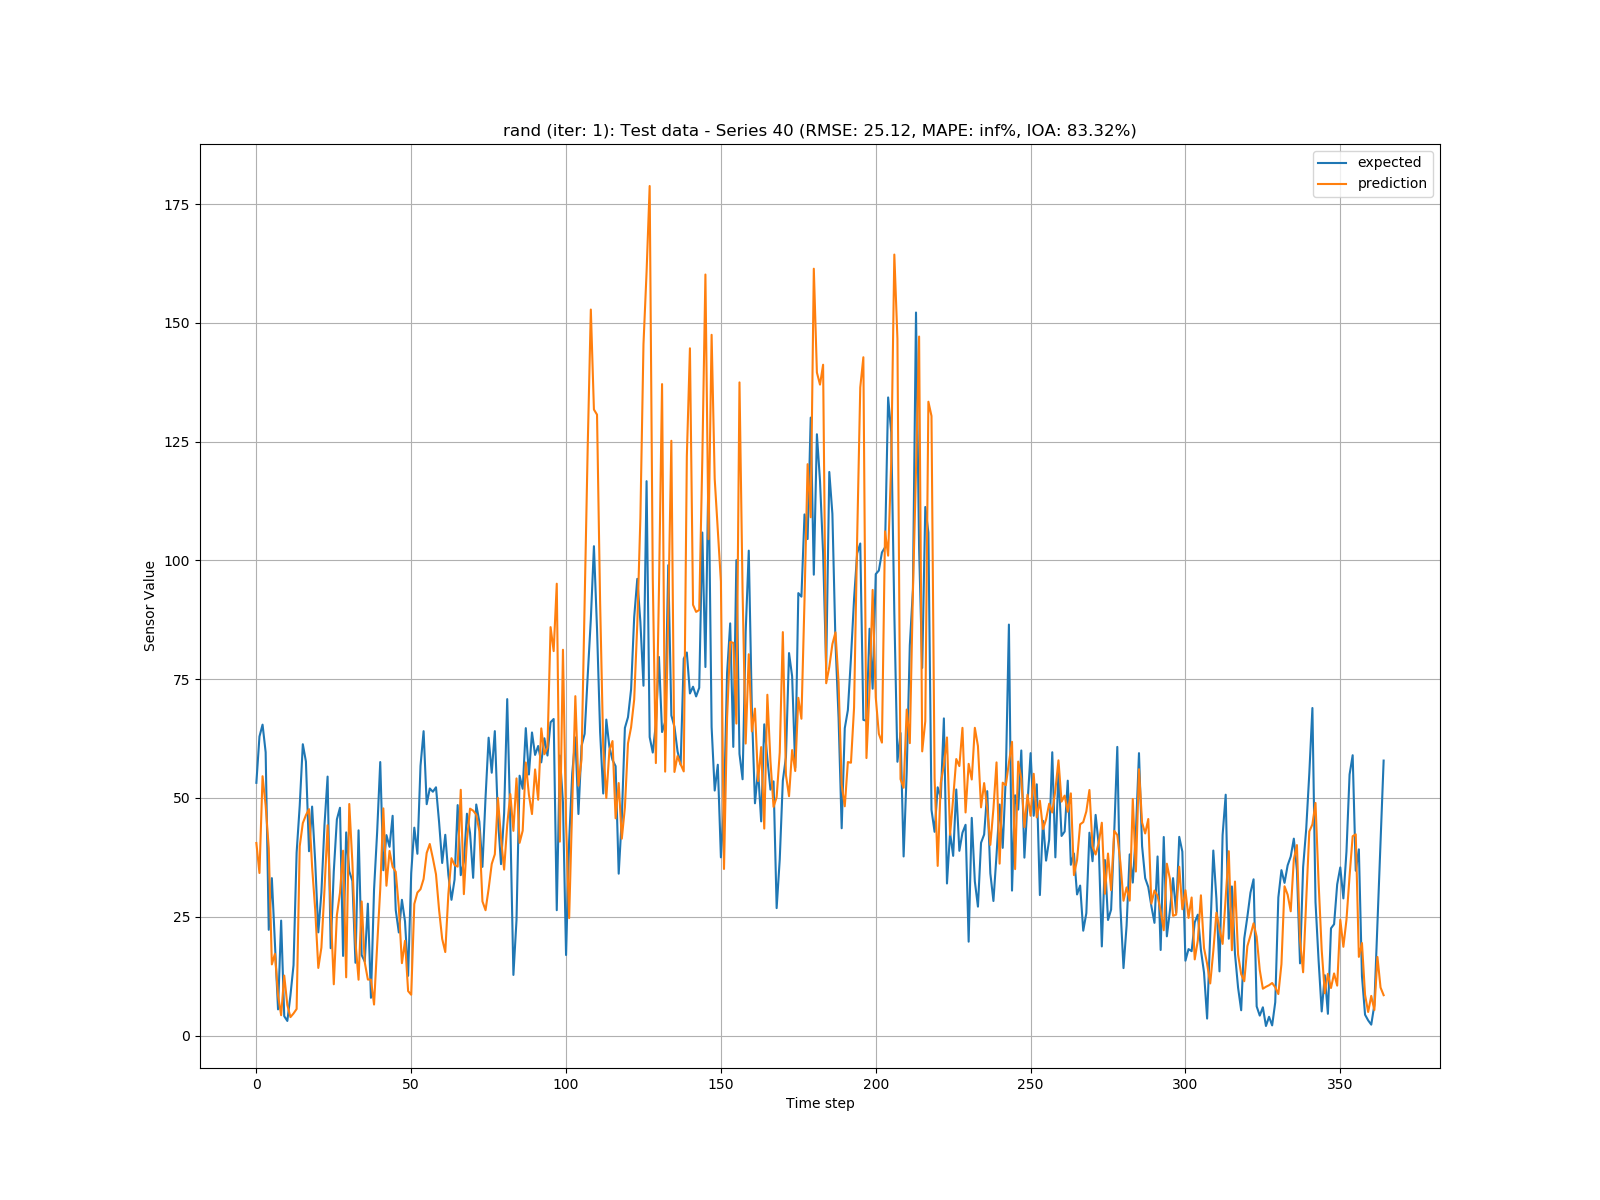 rand (iter: 1): Test data - Series 40 (RMSE: 25.12, MAPE: inf%, IOA: 83.32%)
expected
prediction
175
150
125
100
75
50
25
0
Sensor Value
0 50 100 150 200 250 300 350
Time step